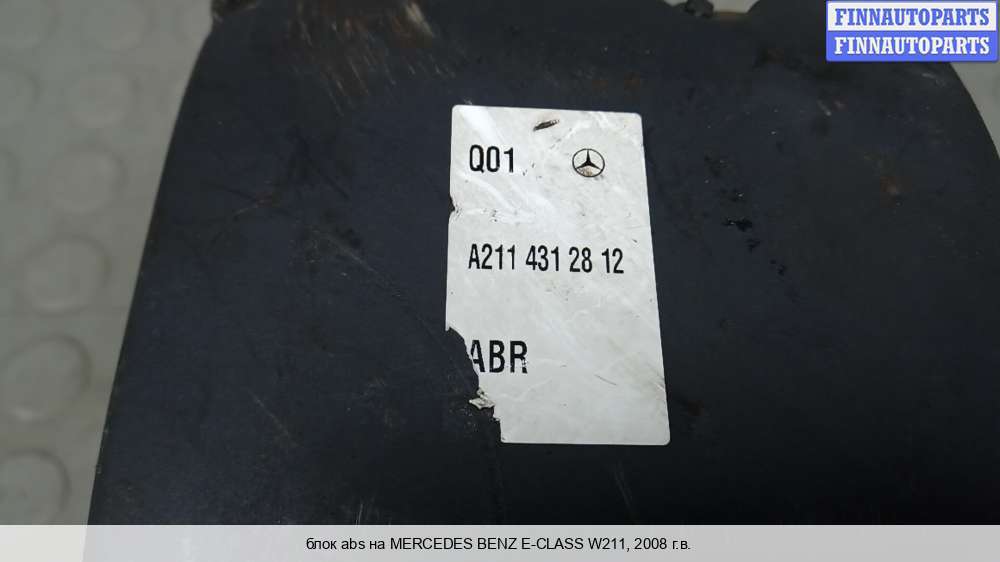 FINNAUTOPARTS
FINNAUTOPARTS
Q01
A211 431 28 12
ABR
блок abs на MERCEDES BENZ E-CLASS W211, 2008 г.в.